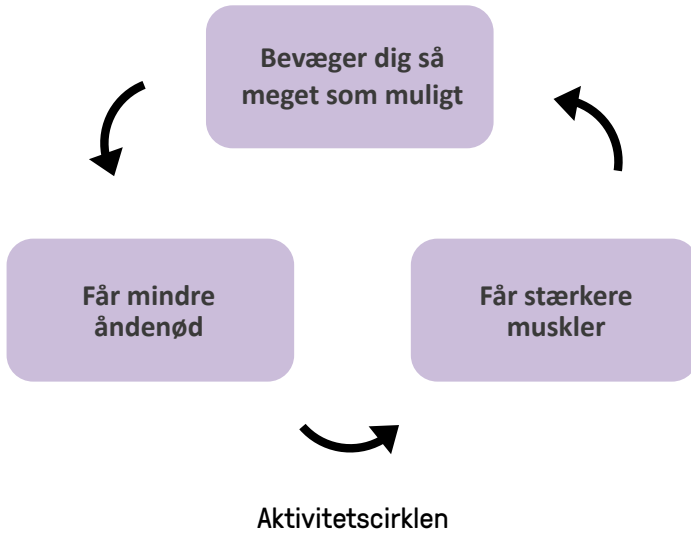 Bevæger dig så
meget som muligt
Får mindre
åndenød
Får stærkere
muskler
Aktivitetscirklen